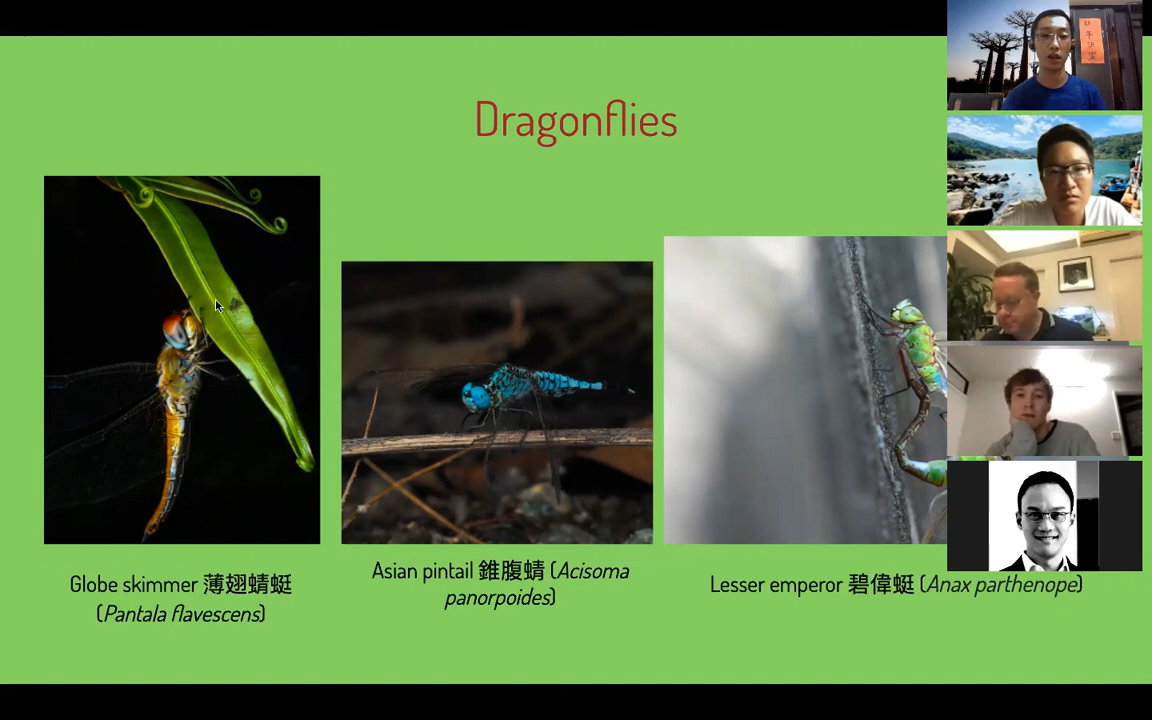 Dragonflies
Globe skimmer 薄翅蜻蜓
(Pantala flavescens)
Asian pintail 錐腹蜻 (Acisoma
panorpoides)
Lesser emperor 碧偉蜓 (Anax parthenope)